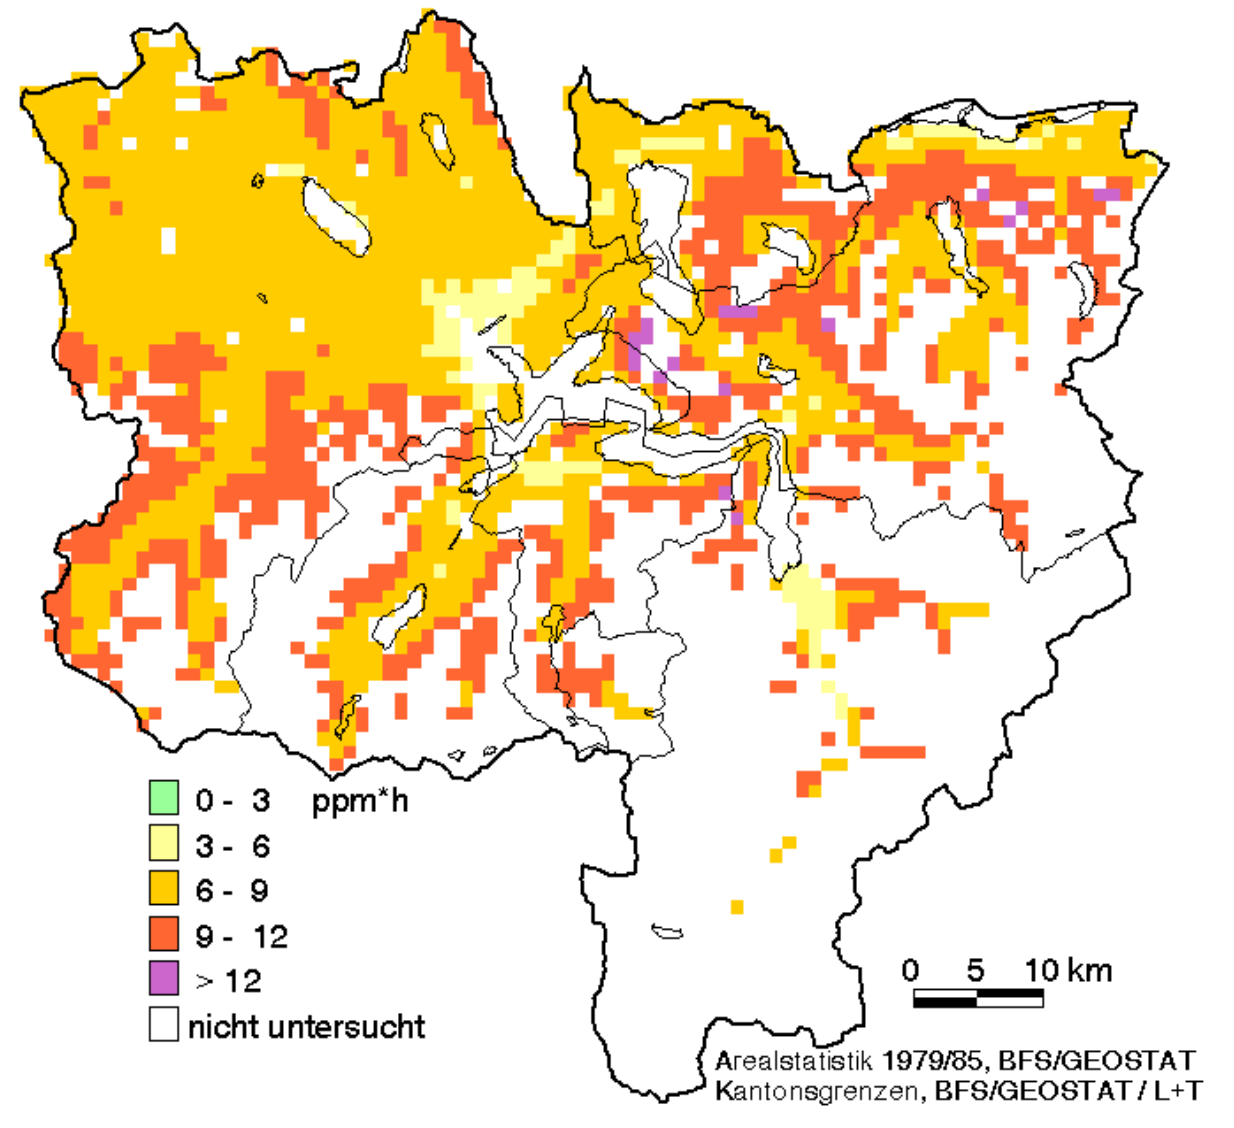 0 - 3 ppm*h
3 - 6
6 - 9
9 - 12
> 12
nicht untersucht
0 5 10 km
Arealstatistik 1979/85, BFS/GEOSTAT
Kantonsgrenzen, BFS/GEOSTAT / L+T